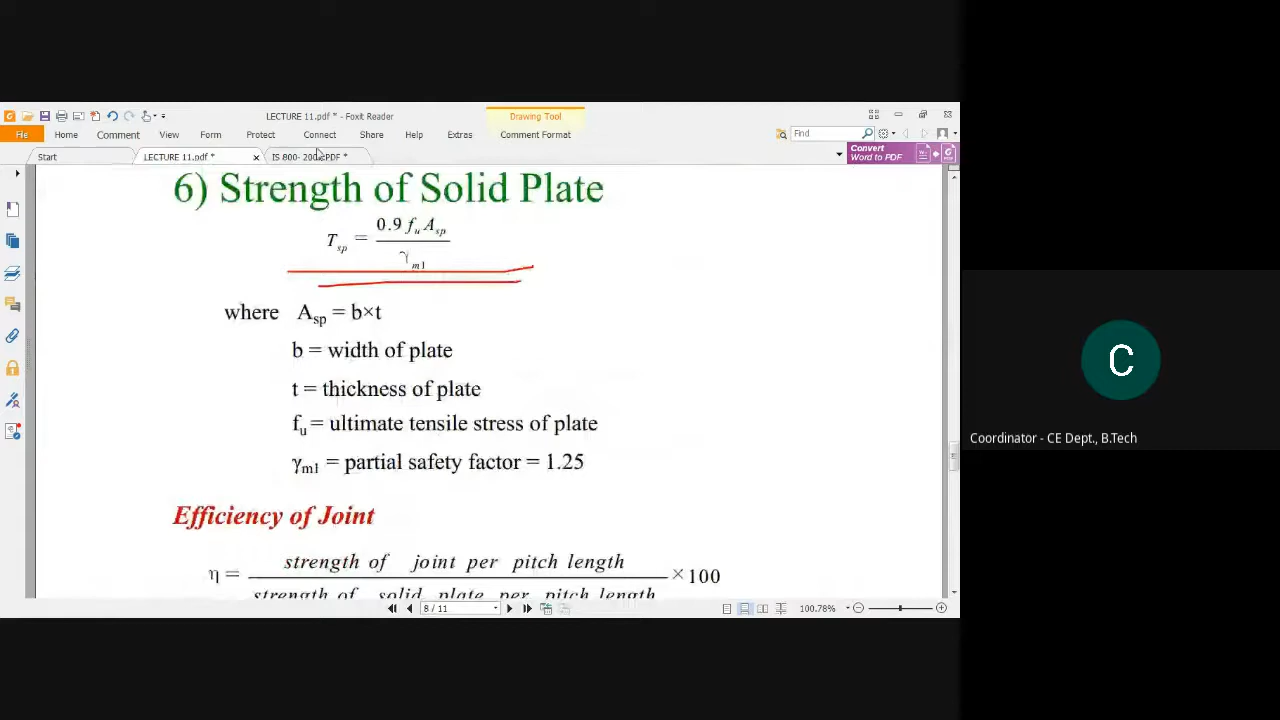 LECTURE 11.pdf * - Foxit Reader
Drawing Tool
File Home Comment View Form Protect Connect Share Help Extras Comment Format Find
Start LECTURE 11.pdf * IS 800- PDF *
Convert
Word to PDF
6) Strength of Solid Plate
T_sp = 0.9 f_u A_sp / γ_m1
where A_sp = b×t
b = width of plate
t = thickness of plate
f_u = ultimate tensile stress of plate
γ_m1 = partial safety factor = 1.25
Efficiency of Joint
η = strength of joint per pitch length / strength of solid plate per pitch length × 100
8 / 11 100.78%
C
Coordinator - CE Dept., B.Tech